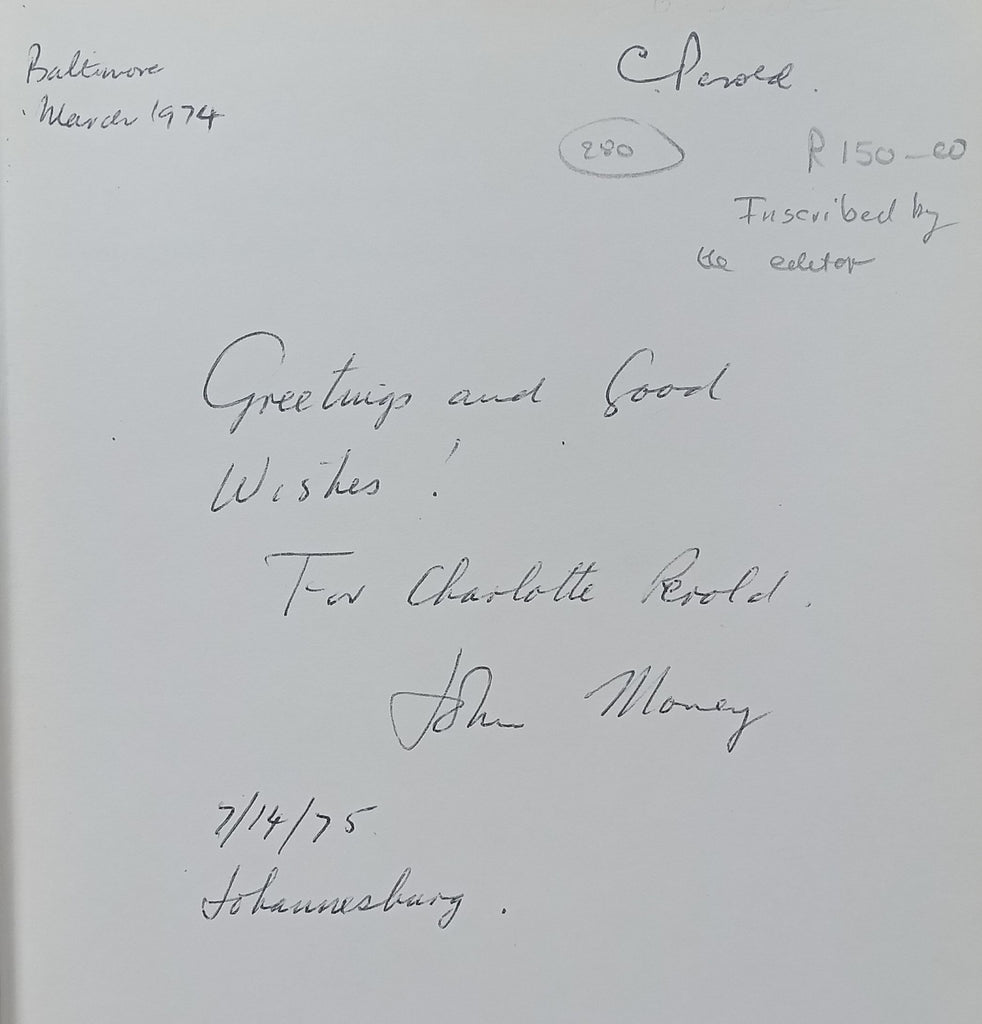 Baltimore
March 1974
C. Perold.
280
R 150-00
Inscribed by
the editor
Greetings and Good
Wishes!
For Charlotte Perold.
John Money
7/14/75
Johannesburg.